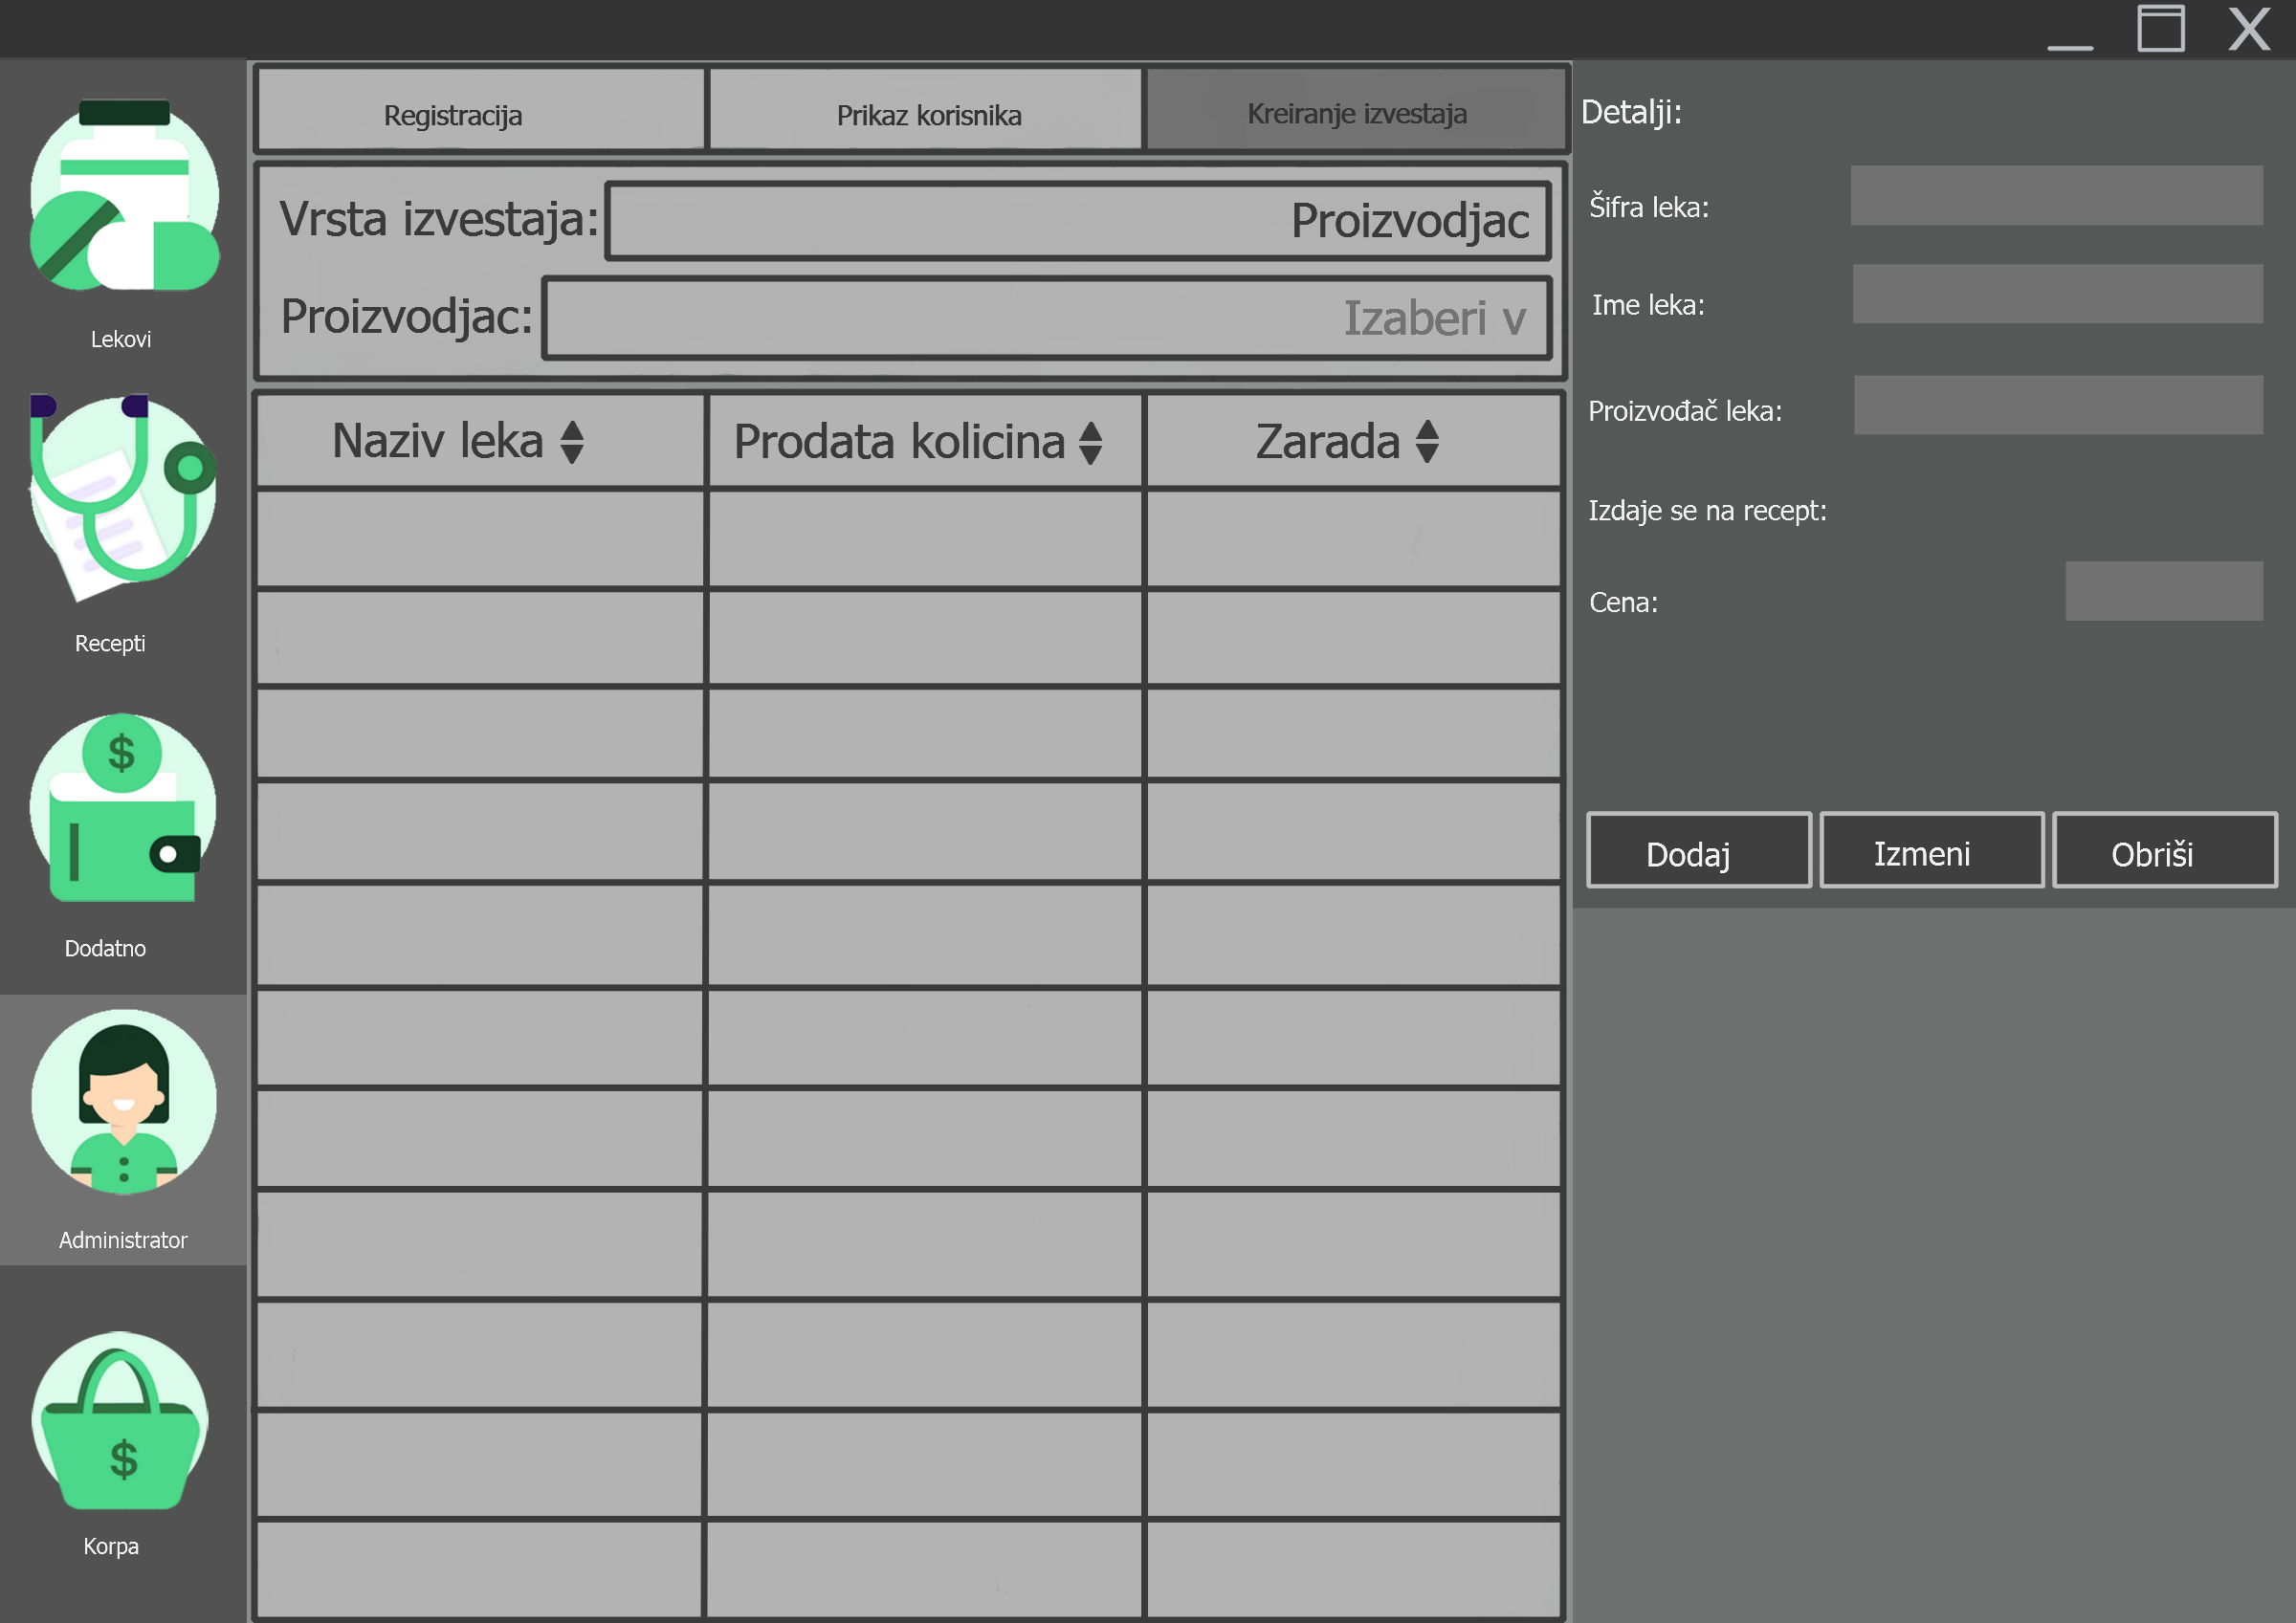 X
Registracija
Prikaz korisnika
Kreiranje izvestaja
Vrsta izvestaja: Proizvodjac
Proizvodjac: Izaberi v
Naziv leka
Prodata kolicina
Zarada
Lekovi
Recepti
$
Dodatno
Administrator
$
Korpa
Detalji:
Šifra leka:
Ime leka:
Proizvođač leka:
Izdaje se na recept:
Cena:
Dodaj
Izmeni
Obriši